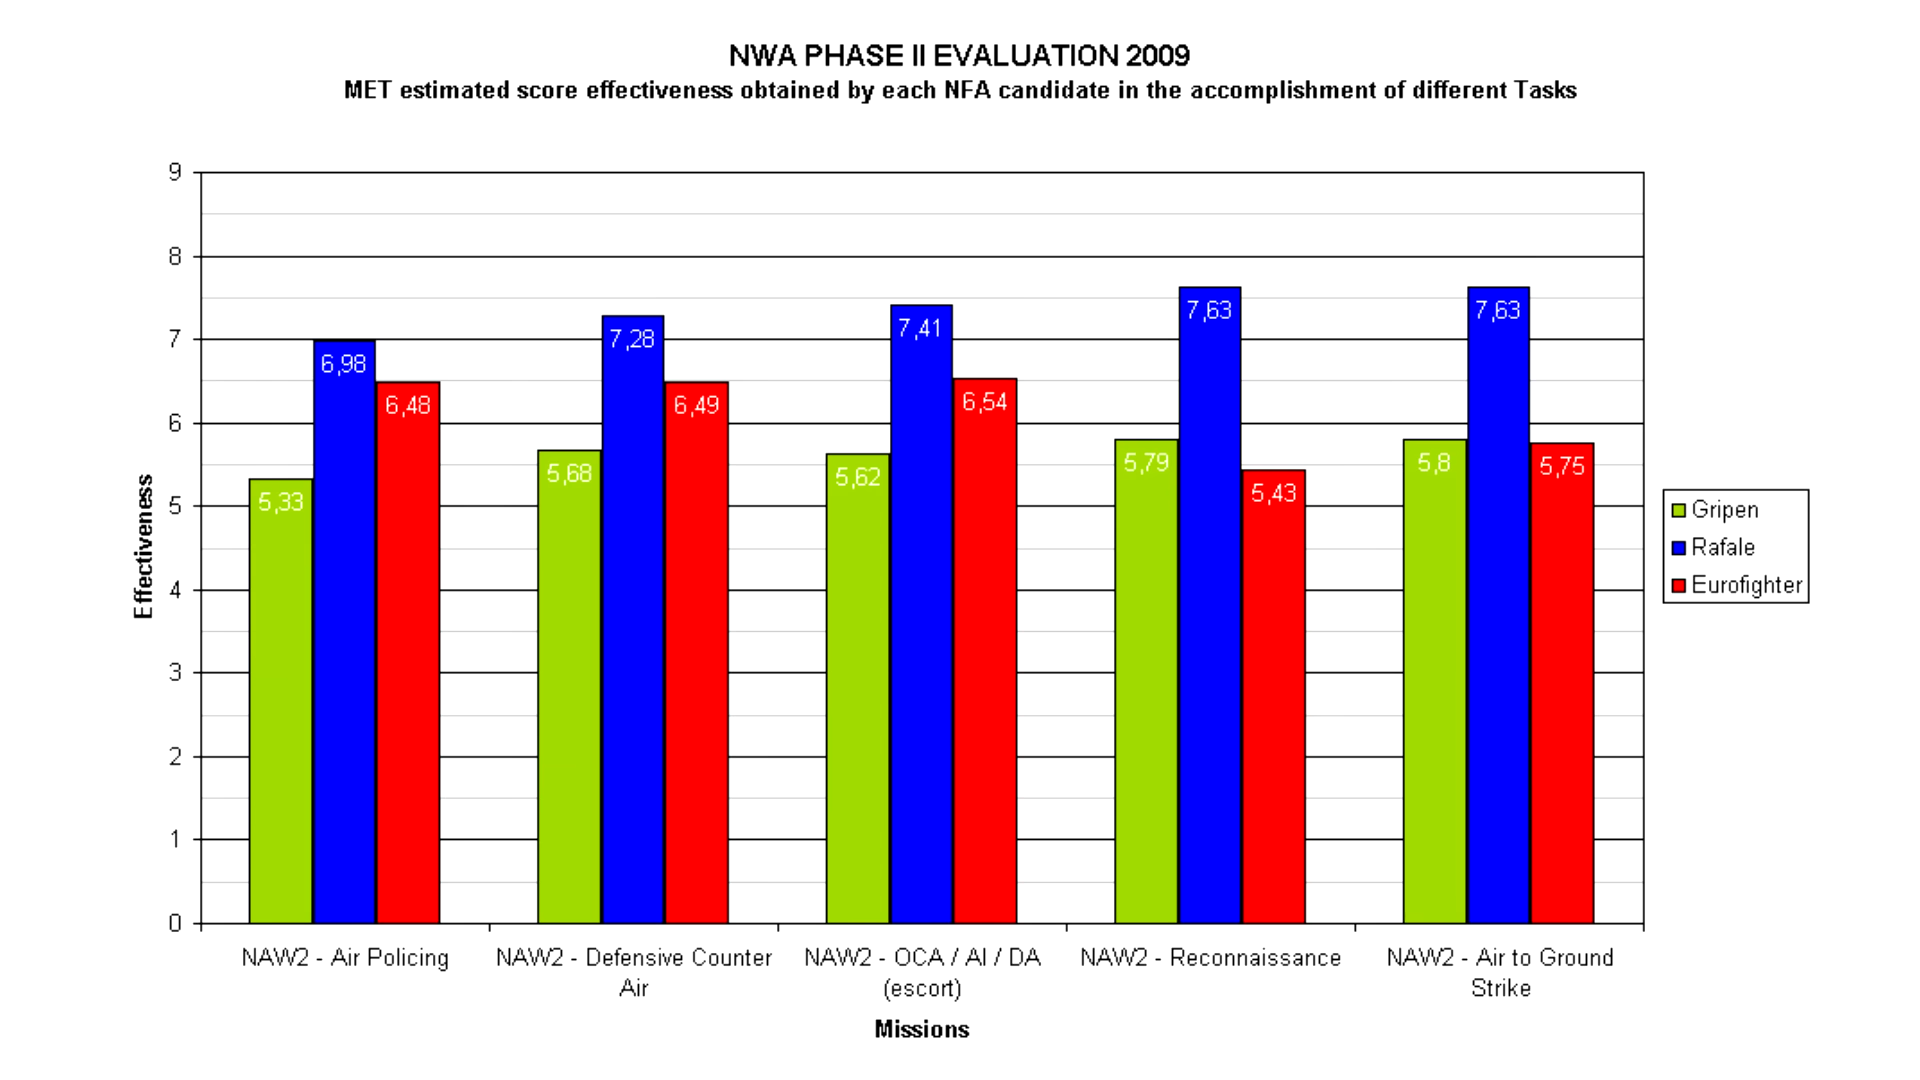 NWA PHASE II EVALUATION 2009
MET estimated score effectiveness obtained by each NFA candidate in the accomplishment of different Tasks
9
8
7
6
5
4
3
2
1
0
Effectiveness
5,33
6,98
6,48
5,68
7,28
6,49
5,62
7,41
6,54
5,79
7,63
5,43
5,8
7,63
5,75
Gripen
Rafale
Eurofighter
NAW2 - Air Policing
NAW2 - Defensive Counter
Air
NAW2 - OCA / AI / DA
(escort)
NAW2 - Reconnaissance
NAW2 - Air to Ground
Strike
Missions